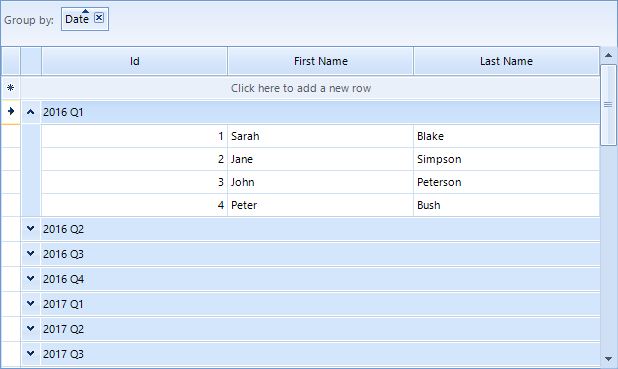 Group by: Date
Id First Name Last Name
Click here to add a new row
2016 Q1
1 Sarah Blake
2 Jane Simpson
3 John Peterson
4 Peter Bush
2016 Q2
2016 Q3
2016 Q4
2017 Q1
2017 Q2
2017 Q3